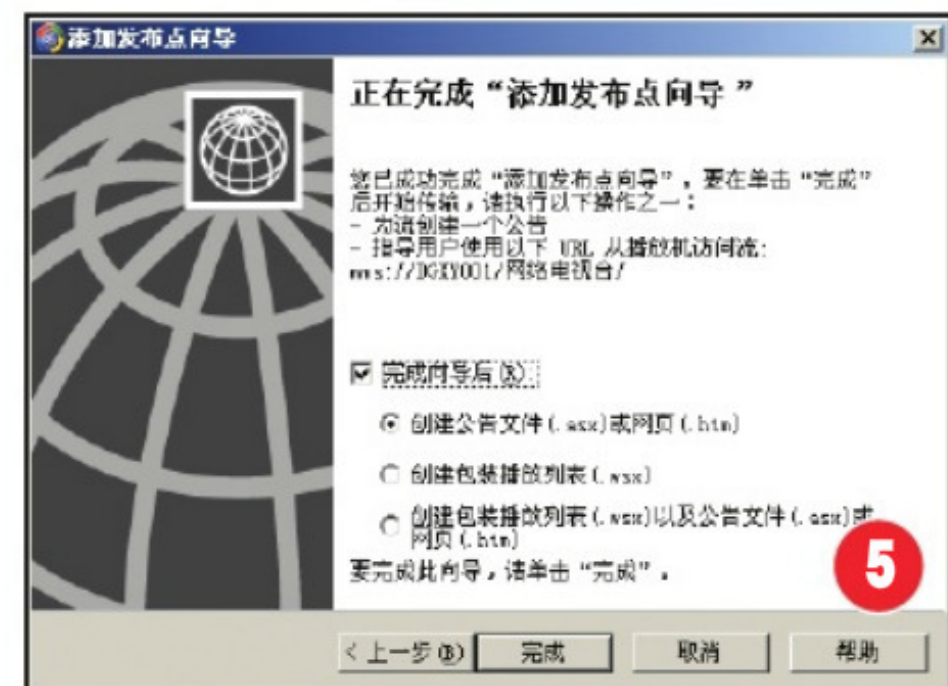 添加发布点向导
正在完成“添加发布点向导”
您已成功完成“添加发布点向导”，要在单击“完成”
后开始传输，请执行以下操作之一：
- 为流创建一个公告
- 指导用户使用以下 URL 从播放机访问流:
mms://DGXY001/网络电视台/
完成向导后(R):
创建公告文件(.asx)或网页(.htm)
创建包装播放列表(.wsx)
创建包装播放列表(.wsx)以及公告文件(.asx)或
网页(.htm)
要完成此向导，请单击“完成”。
5
< 上一步(B)
完成
取消
帮助